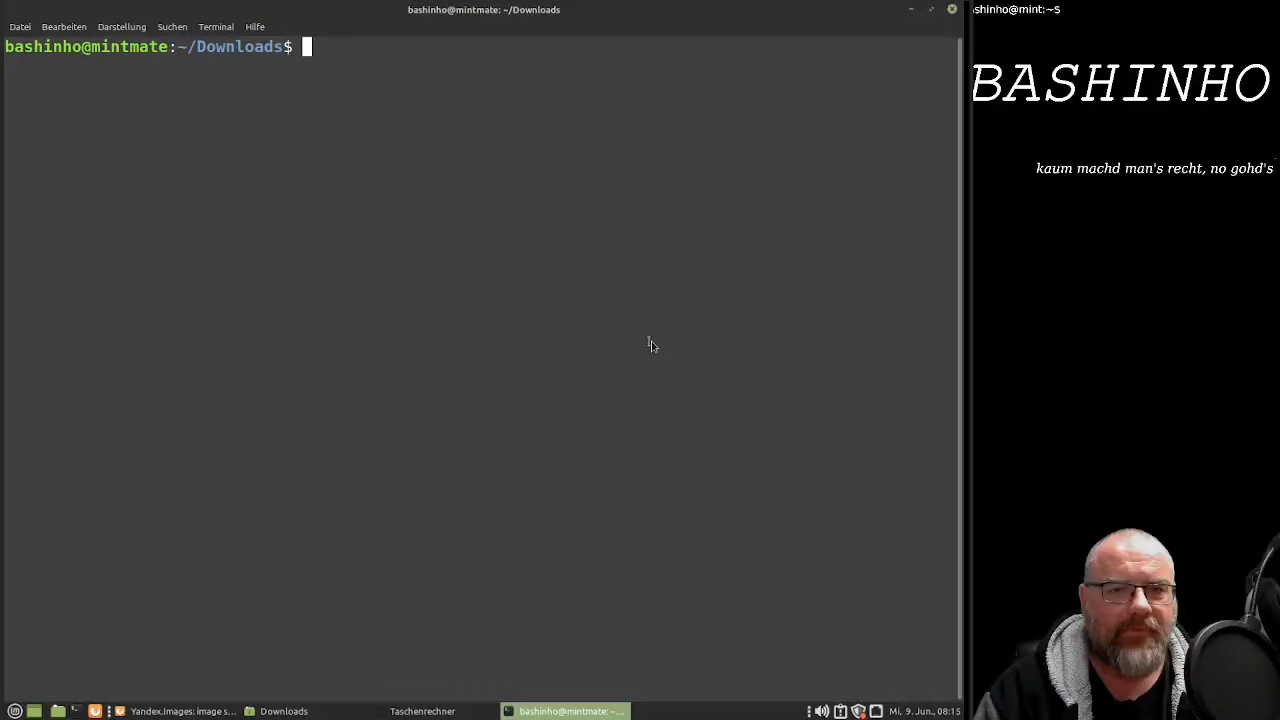 bashinho@mintmate: ~/Downloads
shinho@mint:~s
Datei Bearbeiten Darstellung Suchen Terminal Hilfe
bashinho@mintmate:~/Downloads$
BASHINHO
kaum machd man's recht, no gohd's
Yandex.Images: image s... Downloads Taschenrechner bashinho@mintmate: ~... Mi, 9. Jun., 08:15